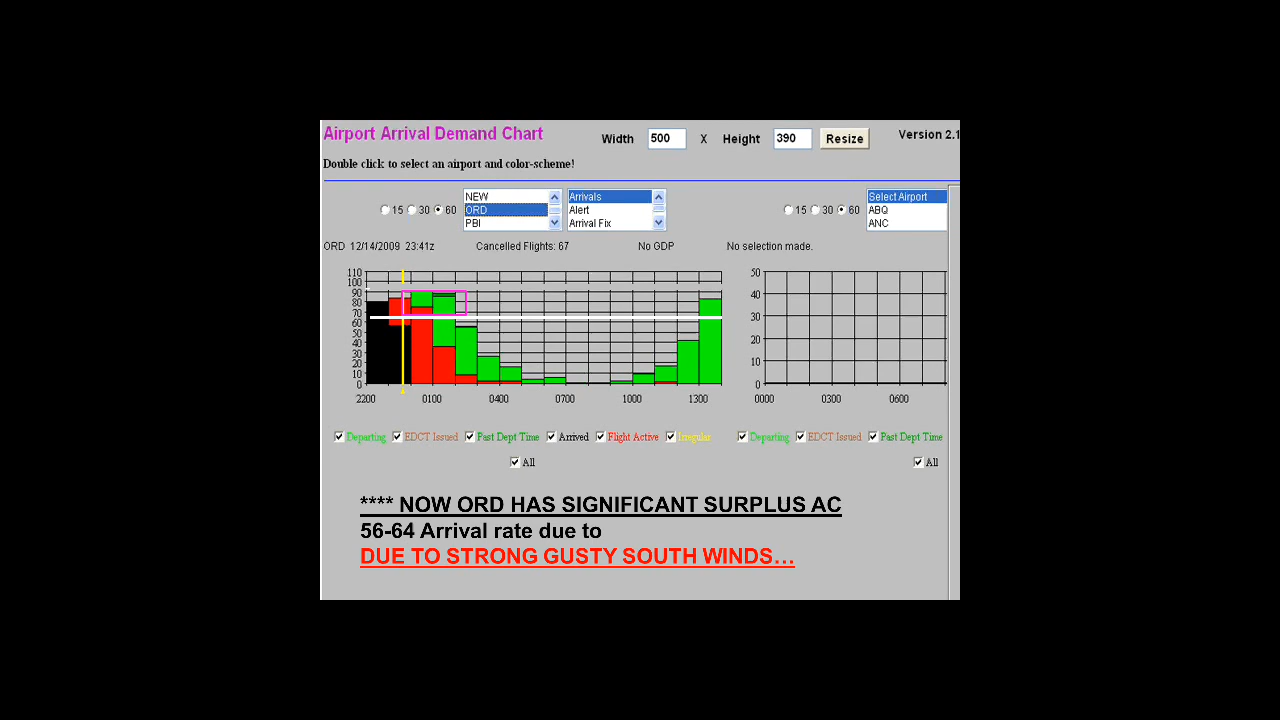 Airport Arrival Demand Chart
Width 500 X Height 390 Resize Version 2.1
Double click to select an airport and color-scheme!
15 30 60
NEW
ORD
PBI
Arrivals
Alert
Arrival Fix
15 30 60
Select Airport
ABQ
ANC
ORD 12/14/2009 23:41z Cancelled Flights: 67 No GDP No selection made.
110
100
90
80
70
60
50
40
30
20
10
0
2200 0100 0400 0700 1000 1300
50
40
30
20
10
0
0000 0300 0600
Departing EDCT Issued Past Dept Time Arrived Flight Active Irregular
All
Departing EDCT Issued Past Dept Time
All
**** NOW ORD HAS SIGNIFICANT SURPLUS AC
56-64 Arrival rate due to
DUE TO STRONG GUSTY SOUTH WINDS…